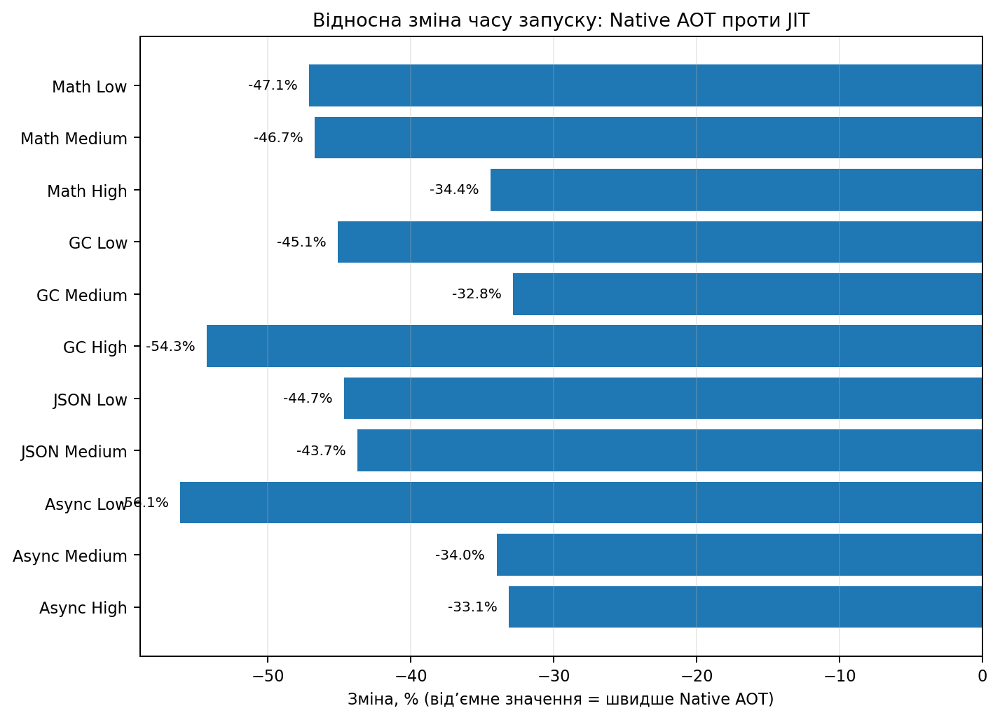 Відносна зміна часу запуску: Native AOT проти JIT
Math Low -47.1%
Math Medium -46.7%
Math High -34.4%
GC Low -45.1%
GC Medium -32.8%
GC High -54.3%
JSON Low -44.7%
JSON Medium -43.7%
Async Low -56.1%
Async Medium -34.0%
Async High -33.1%
−50 −40 −30 −20 −10 0
Зміна, % (від’ємне значення = швидше Native AOT)